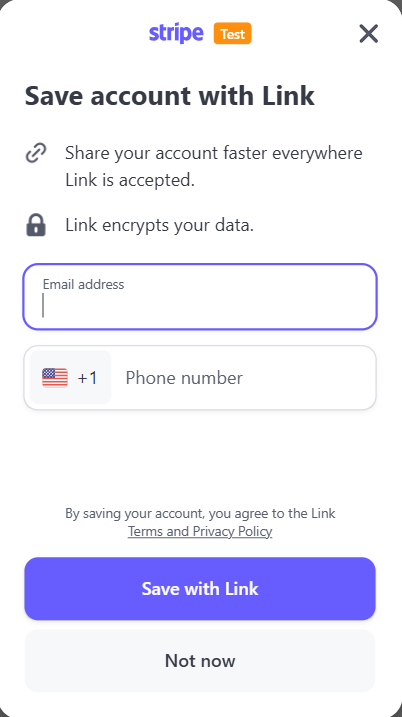 stripe Test
Save account with Link
Share your account faster everywhere
Link is accepted.
Link encrypts your data.
Email address
+1 Phone number
By saving your account, you agree to the Link
Terms and Privacy Policy
Save with Link
Not now